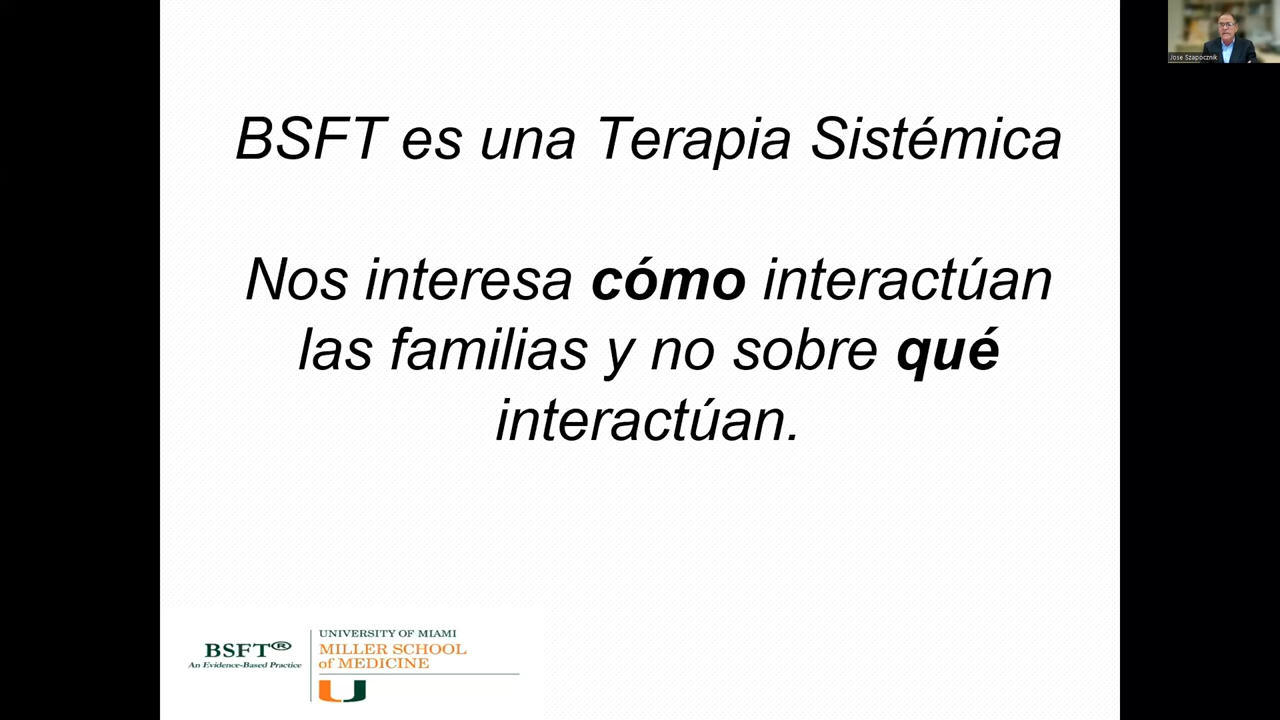 Jose Szapocznik
BSFT es una Terapia Sistémica
Nos interesa cómo interactúan
las familias y no sobre qué
interactúan.
BSFT®
An Evidence-Based Practice
UNIVERSITY OF MIAMI
MILLER SCHOOL
of MEDICINE